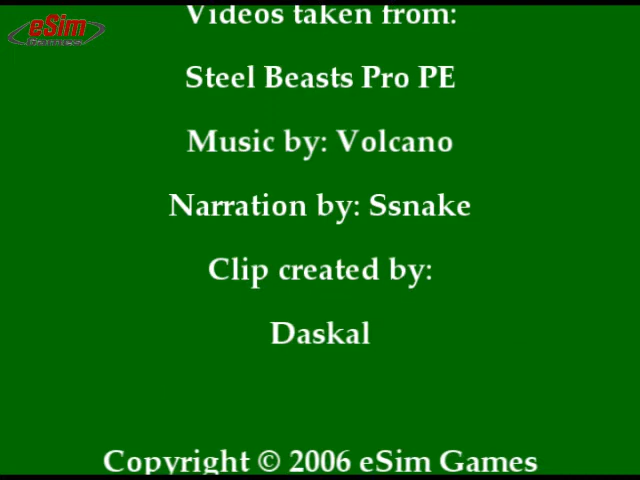 eSim
Games
Videos taken from:
Steel Beasts Pro PE
Music by: Volcano
Narration by: Ssnake
Clip created by:
Daskal
Copyright © 2006 eSim Games